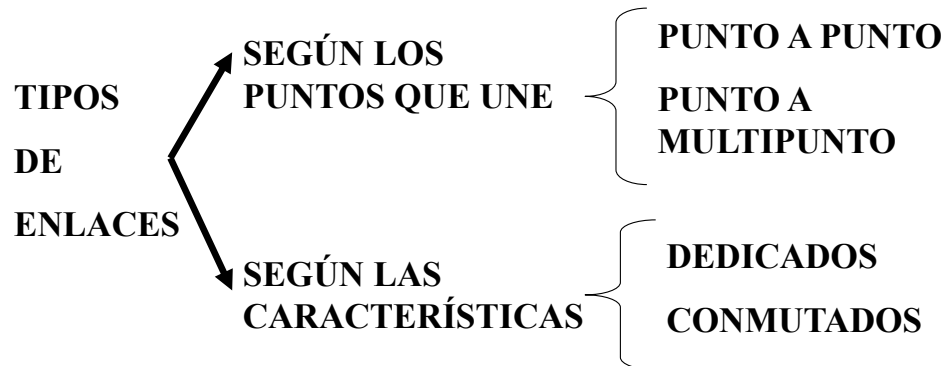 TIPOS
DE
ENLACES
SEGÚN LOS
PUNTOS QUE UNE
PUNTO A PUNTO
PUNTO A
MULTIPUNTO
SEGÚN LAS
CARACTERÍSTICAS
DEDICADOS
CONMUTADOS